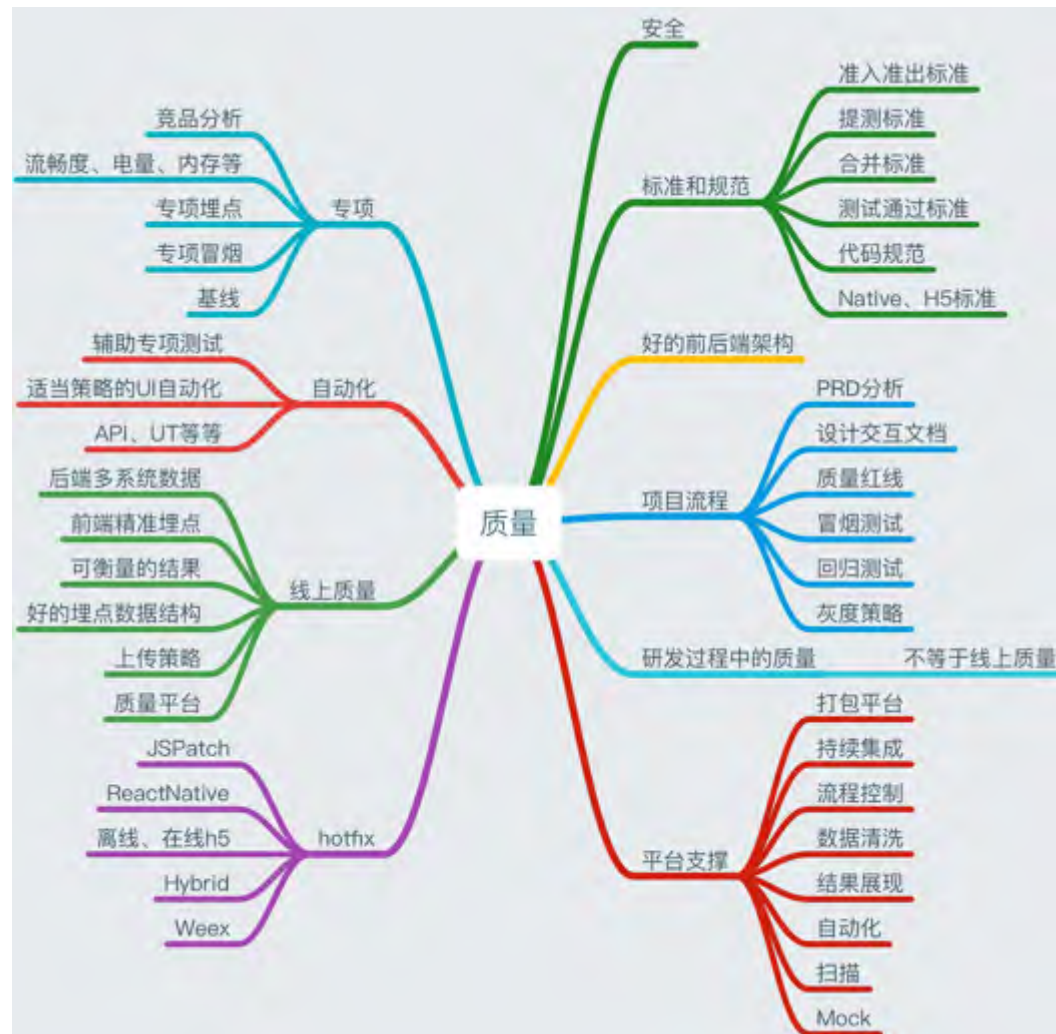 质量
安全
标准和规范
准入准出标准
提测标准
合并标准
测试通过标准
代码规范
Native、H5标准
好的前后端架构
项目流程
PRD分析
设计交互文档
质量红线
冒烟测试
回归测试
灰度策略
研发过程中的质量
不等于线上质量
平台支撑
打包平台
持续集成
流程控制
数据清洗
结果展现
自动化
扫描
Mock
专项
竞品分析
流畅度、电量、内存等
专项埋点
专项冒烟
基线
自动化
辅助专项测试
适当策略的UI自动化
API、UT等等
线上质量
后端多系统数据
前端精准埋点
可衡量的结果
好的埋点数据结构
上传策略
质量平台
hotfix
JSPatch
ReactNative
离线、在线h5
Hybrid
Weex